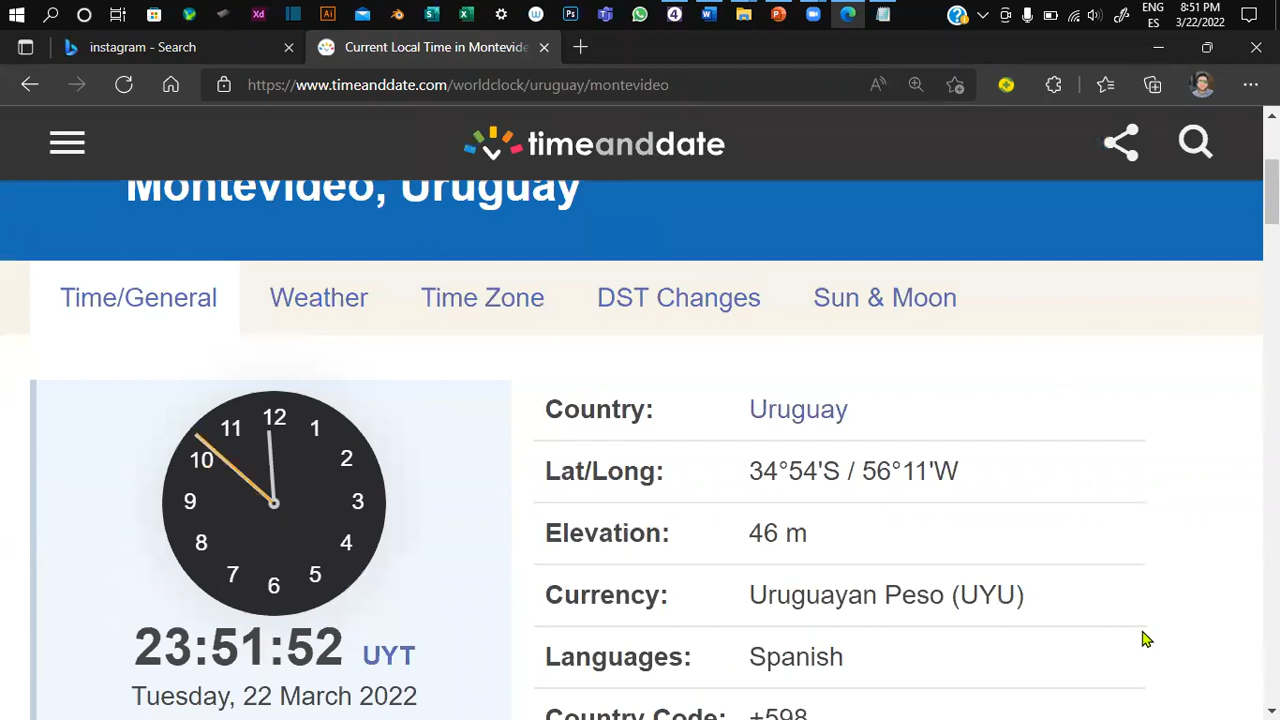 ENG
8:51 PM
ES
3/22/2022
instagram - Search
Current Local Time in Montevide
https://www.timeanddate.com/worldclock/uruguay/montevideo
timeanddate
Montevideo, Uruguay
Time/General
Weather
Time Zone
DST Changes
Sun & Moon
12
11
1
10
2
9
3
8
4
7
5
6
23:51:52 UYT
Tuesday, 22 March 2022
Country: Uruguay
Lat/Long: 34°54'S / 56°11'W
Elevation: 46 m
Currency: Uruguayan Peso (UYU)
Languages: Spanish
Country Code: +598